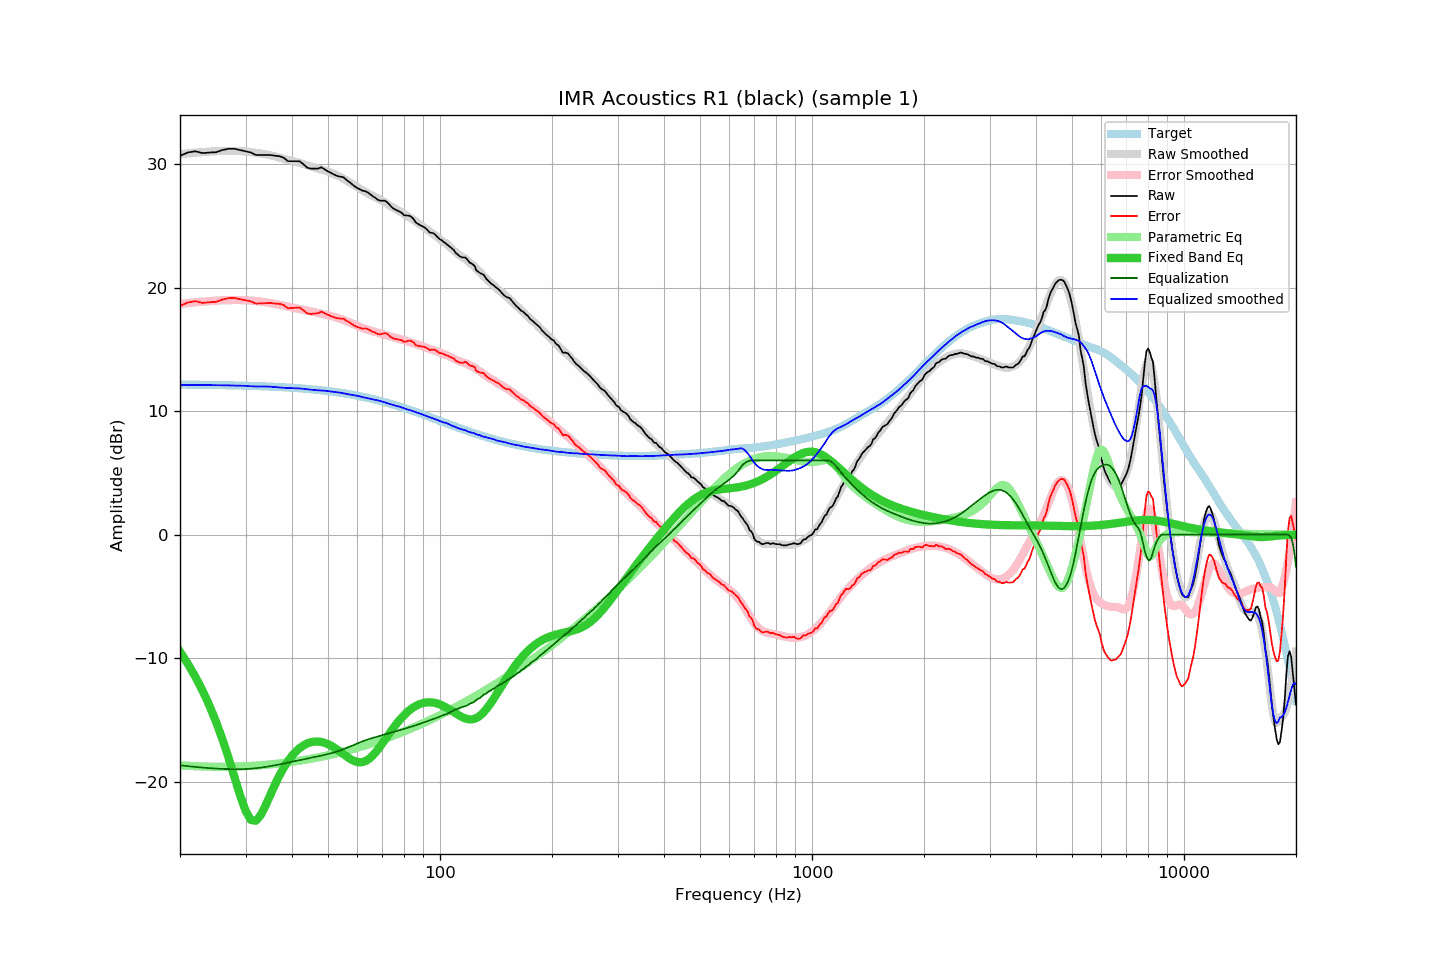 IMR Acoustics R1 (black) (sample 1)
Target
Raw Smoothed
Error Smoothed
Raw
Error
Parametric Eq
Fixed Band Eq
Equalization
Equalized smoothed
30
20
10
0
−10
−20
Amplitude (dBr)
100
1000
10000
Frequency (Hz)